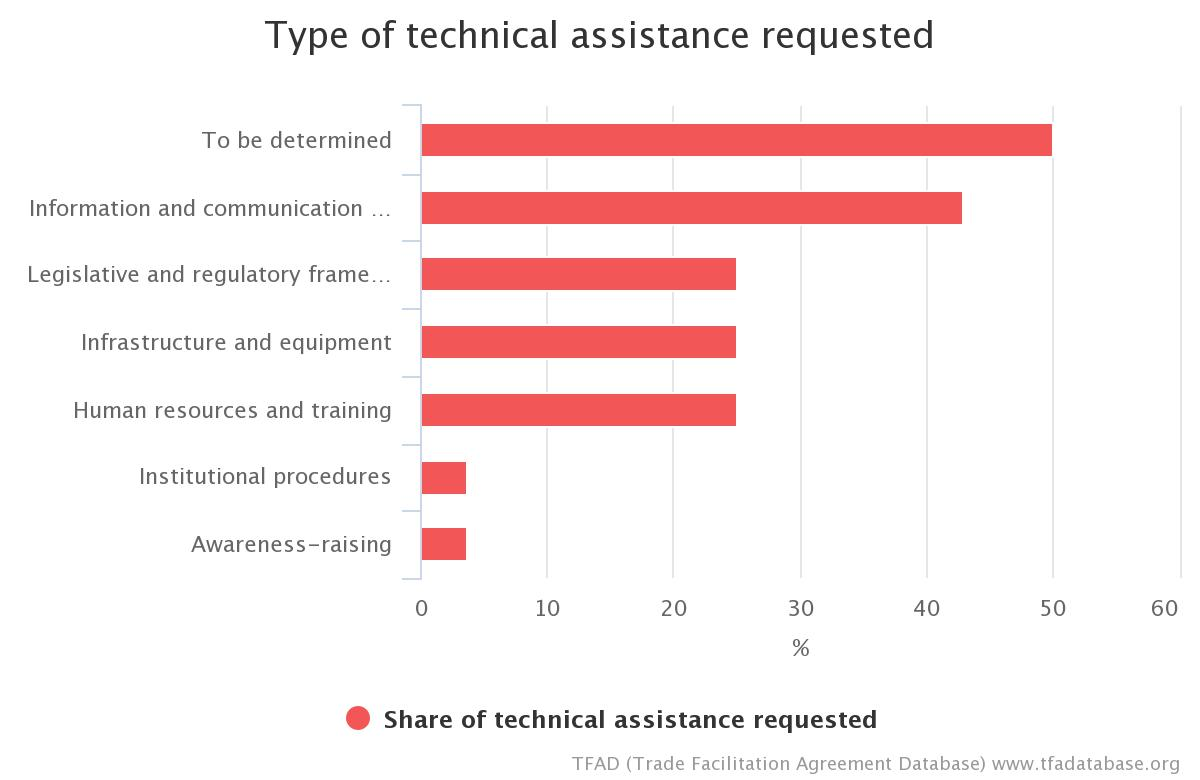 Type of technical assistance requested
To be determined
Information and communication ...
Legislative and regulatory frame...
Infrastructure and equipment
Human resources and training
Institutional procedures
Awareness-raising
0 10 20 30 40 50 60
%
Share of technical assistance requested
TFAD (Trade Facilitation Agreement Database) www.tfadatabase.org